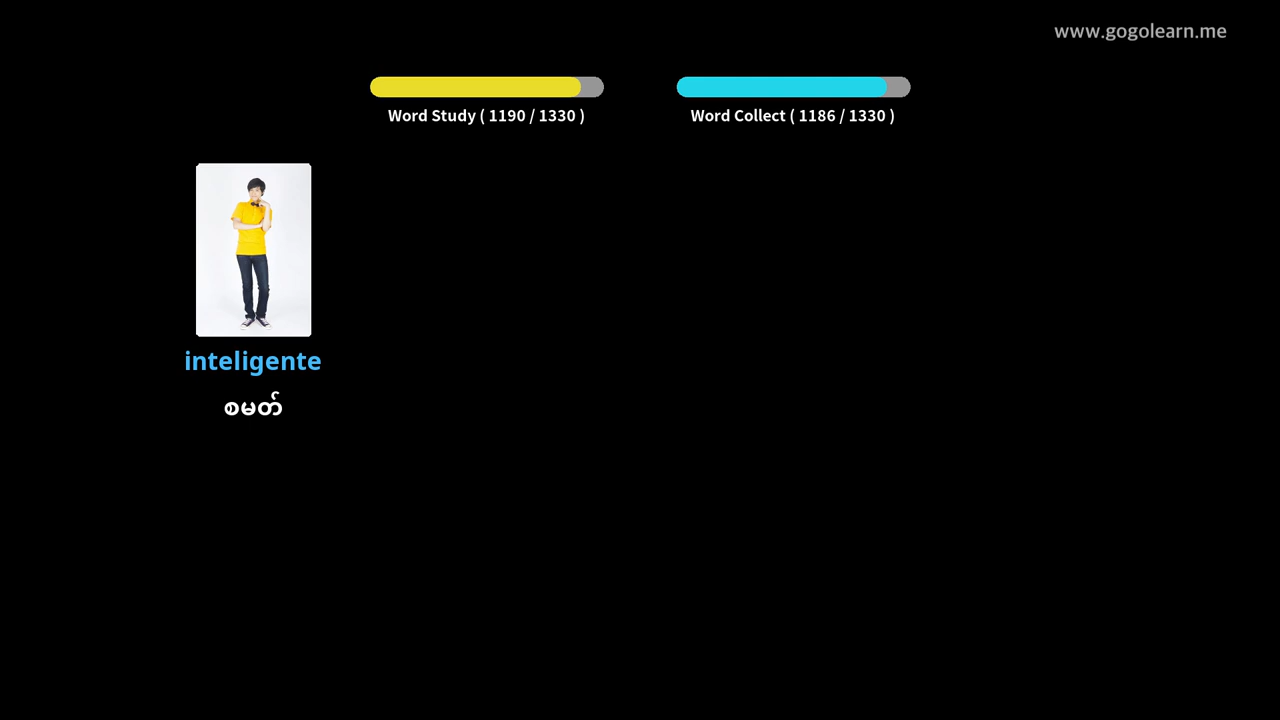 www.gogolearn.me
Word Study ( 1190 / 1330 )
Word Collect ( 1186 / 1330 )
inteligente
စမတ်